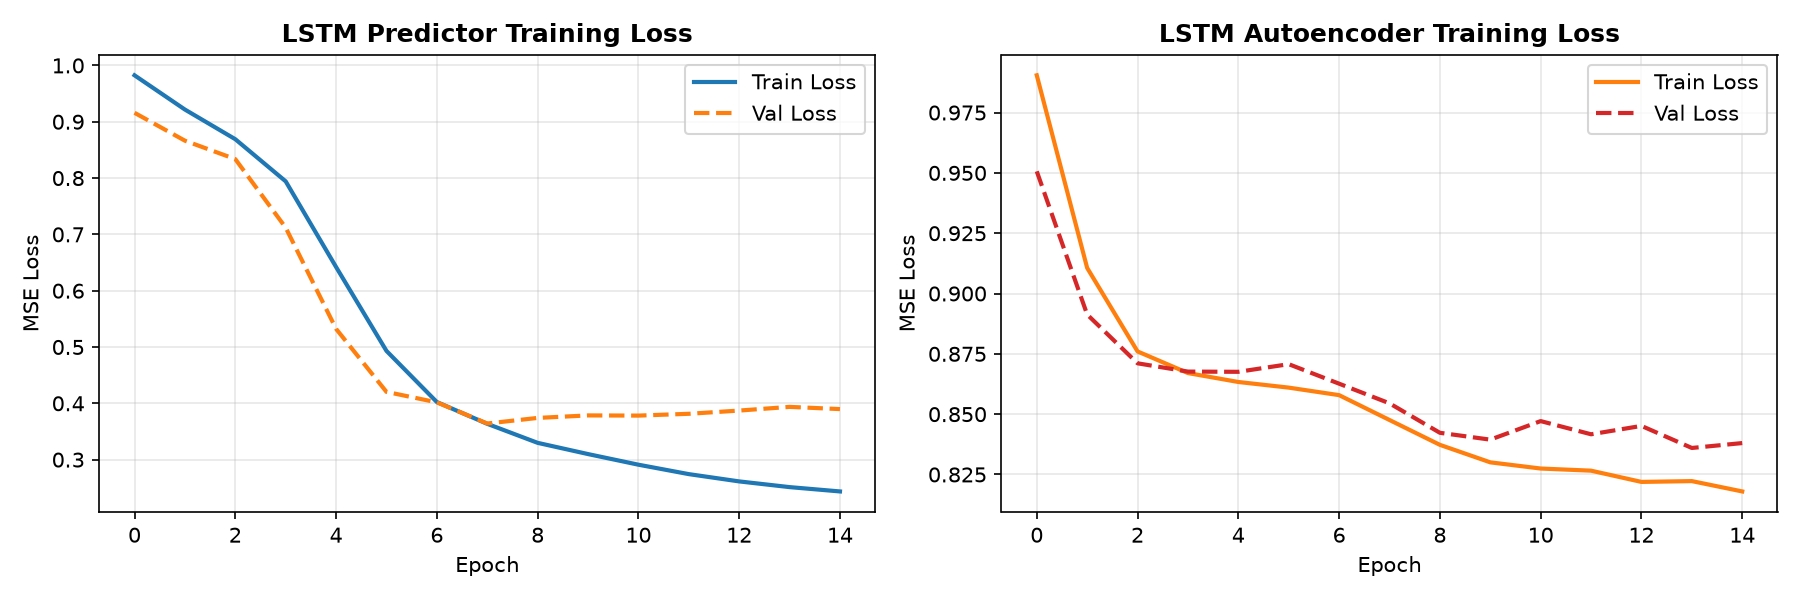 LSTM Predictor Training Loss
MSE Loss
1.0
0.9
0.8
0.7
0.6
0.5
0.4
0.3
Train Loss
Val Loss
0 2 4 6 8 10 12 14
Epoch
LSTM Autoencoder Training Loss
MSE Loss
0.975
0.950
0.925
0.900
0.875
0.850
0.825
Train Loss
Val Loss
0 2 4 6 8 10 12 14
Epoch